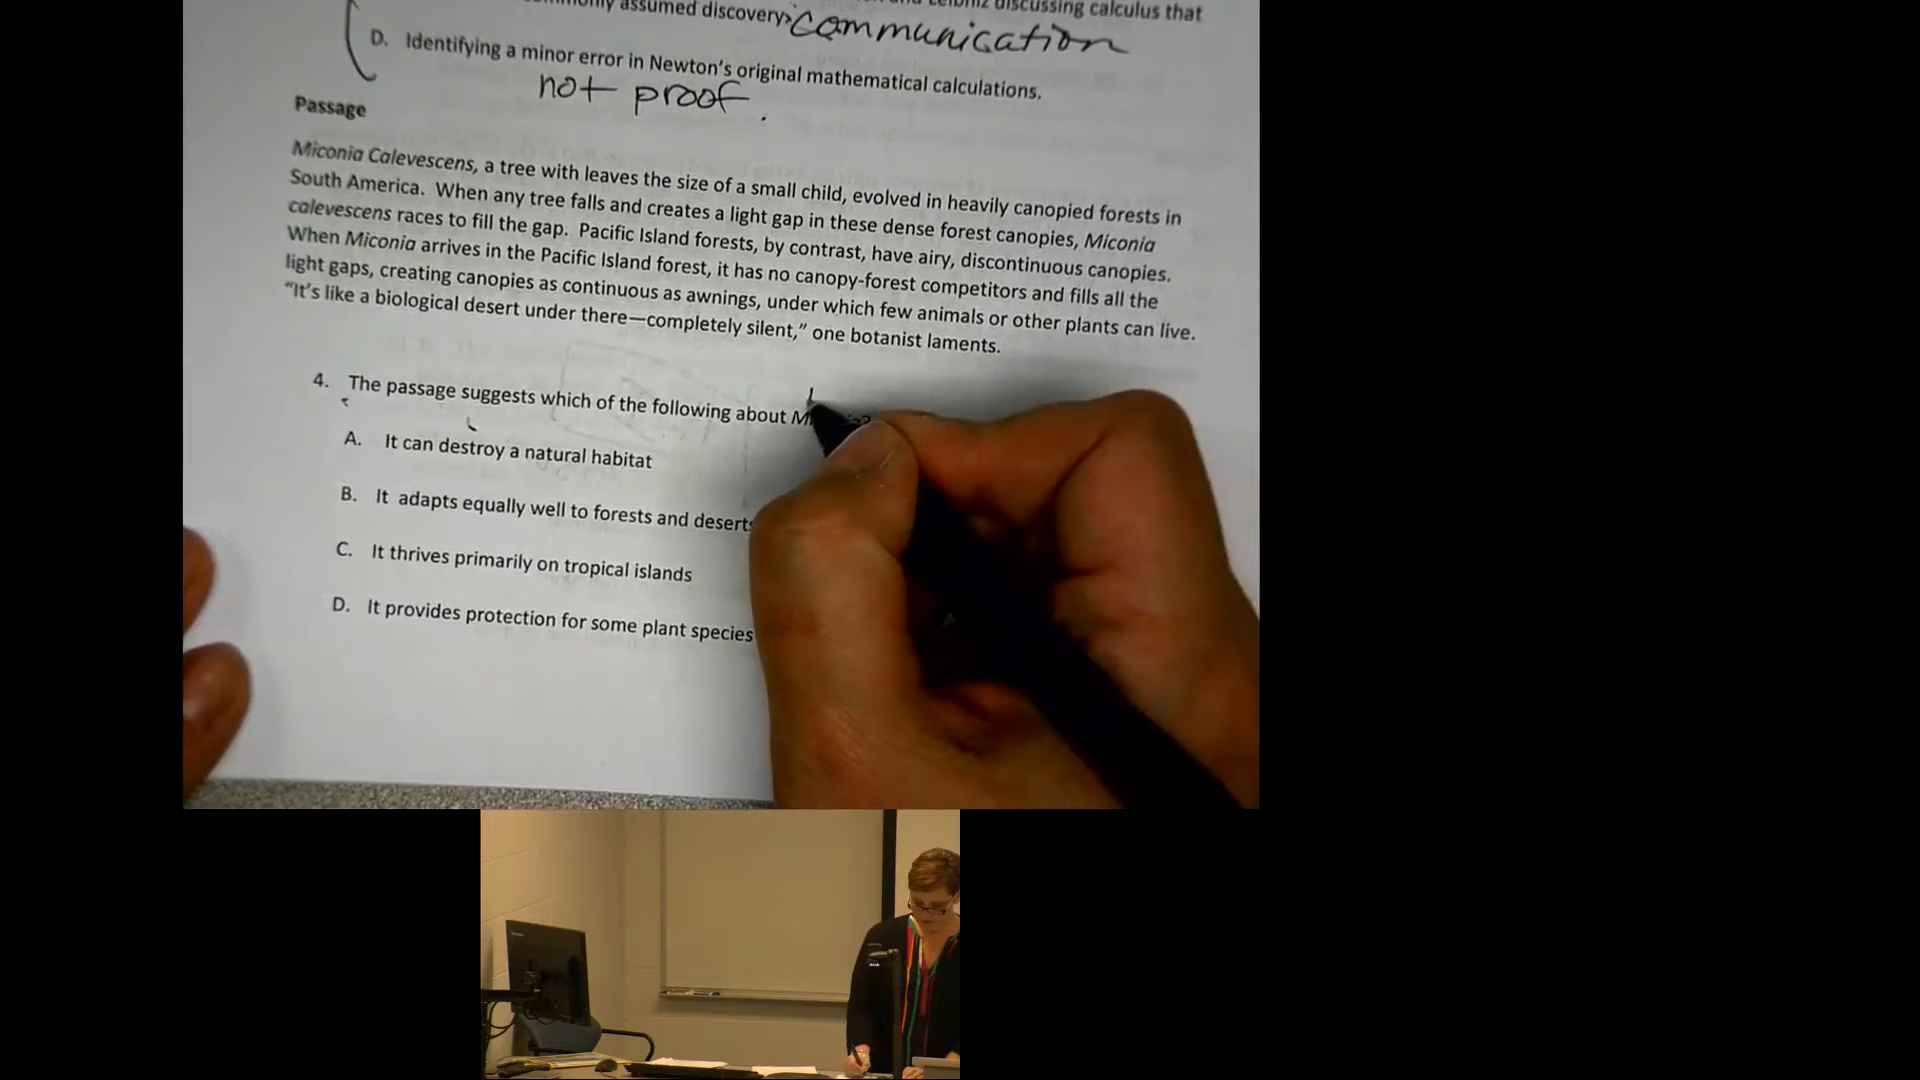 assumed discovery> communication
discussing calculus that
D. Identifying a minor error in Newton's original mathematical calculations.
not proof.
Passage
Miconia Calevescens, a tree with leaves the size of a small child, evolved in heavily canopied forests in
South America. When any tree falls and creates a light gap in these dense forest canopies, Miconia
calevescens races to fill the gap. Pacific Island forests, by contrast, have airy, discontinuous canopies.
When Miconia arrives in the Pacific Island forest, it has no canopy-forest competitors and fills all the
light gaps, creating canopies as continuous as awnings, under which few animals or other plants can live.
"It's like a biological desert under there—completely silent," one botanist laments.
4. The passage suggests which of the following about
A. It can destroy a natural habitat
B. It adapts equally well to forests and deserts
C. It thrives primarily on tropical islands
D. It provides protection for some plant species